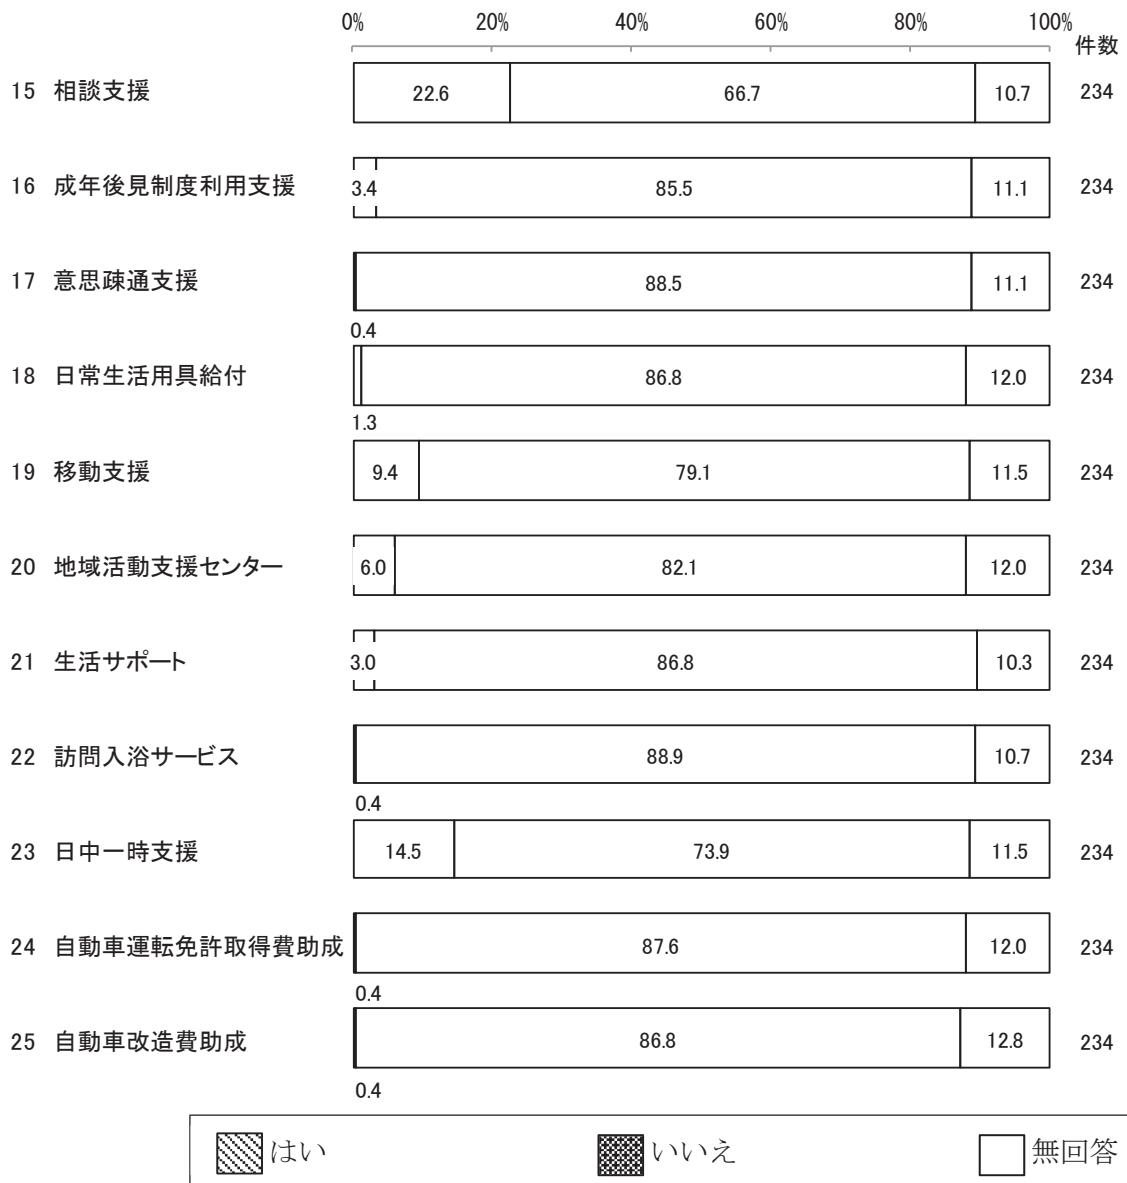 0% 20% 40% 60% 80% 100%
件数
15 相談支援 22.6 66.7 10.7 234
16 成年後見制度利用支援 3.4 85.5 11.1 234
17 意思疎通支援 88.5 11.1 234
0.4
18 日常生活用具給付 86.8 12.0 234
1.3
19 移動支援 9.4 79.1 11.5 234
20 地域活動支援センター 6.0 82.1 12.0 234
21 生活サポート 3.0 86.8 10.3 234
22 訪問入浴サービス 88.9 10.7 234
0.4
23 日中一時支援 14.5 73.9 11.5 234
24 自動車運転免許取得費助成 87.6 12.0 234
0.4
25 自動車改造費助成 86.8 12.8 234
0.4
はい いいえ 無回答